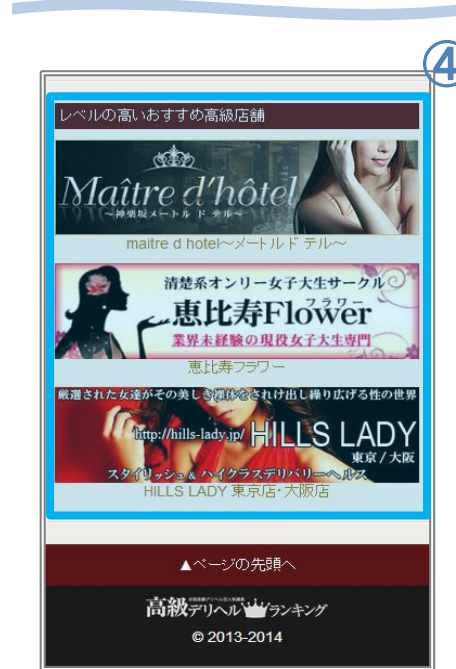 ④
レベルの高いおすすめ高級店舗
Maître d'hôtel
～神楽坂メートル ド テル～
maitre d hotel～メートルド テル～
清楚系オンリー女子大生サークル
フラワー
恵比寿Flower
業界未経験の現役女子大生専門
恵比寿フラワー
厳選された女達がその美しき裸体をされけ出し繰り広げる性の世界
http://hills-lady.jp/ HILLS LADY
東京 / 大阪
スタイリッシュ&ハイクラスデリバリーヘルス
HILLS LADY 東京店・大阪店
▲ページの先頭へ
高級デリヘル ランキング
© 2013-2014